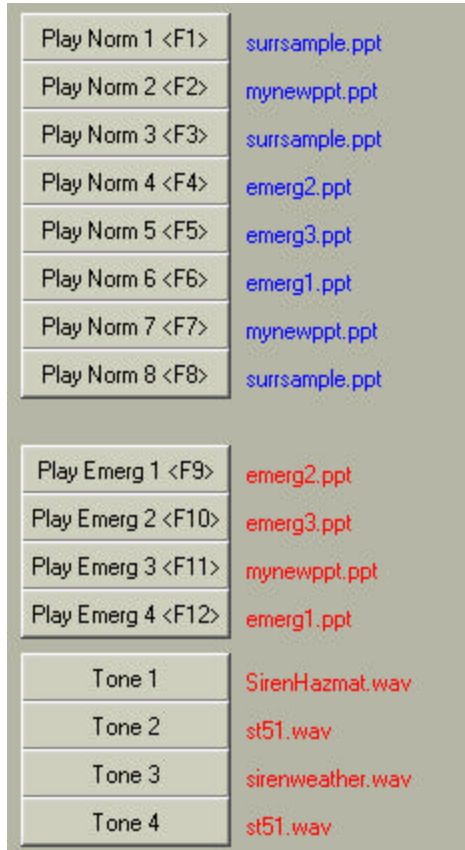 Play Norm 1 <F1> surrsample.ppt
Play Norm 2 <F2> mynewppt.ppt
Play Norm 3 <F3> surrsample.ppt
Play Norm 4 <F4> emerg2.ppt
Play Norm 5 <F5> emerg3.ppt
Play Norm 6 <F6> emerg1.ppt
Play Norm 7 <F7> mynewppt.ppt
Play Norm 8 <F8> surrsample.ppt
Play Emerg 1 <F9> emerg2.ppt
Play Emerg 2 <F10> emerg3.ppt
Play Emerg 3 <F11> mynewppt.ppt
Play Emerg 4 <F12> emerg1.ppt
Tone 1 SirenHazmat.wav
Tone 2 st51.wav
Tone 3 sirenweather.wav
Tone 4 st51.wav